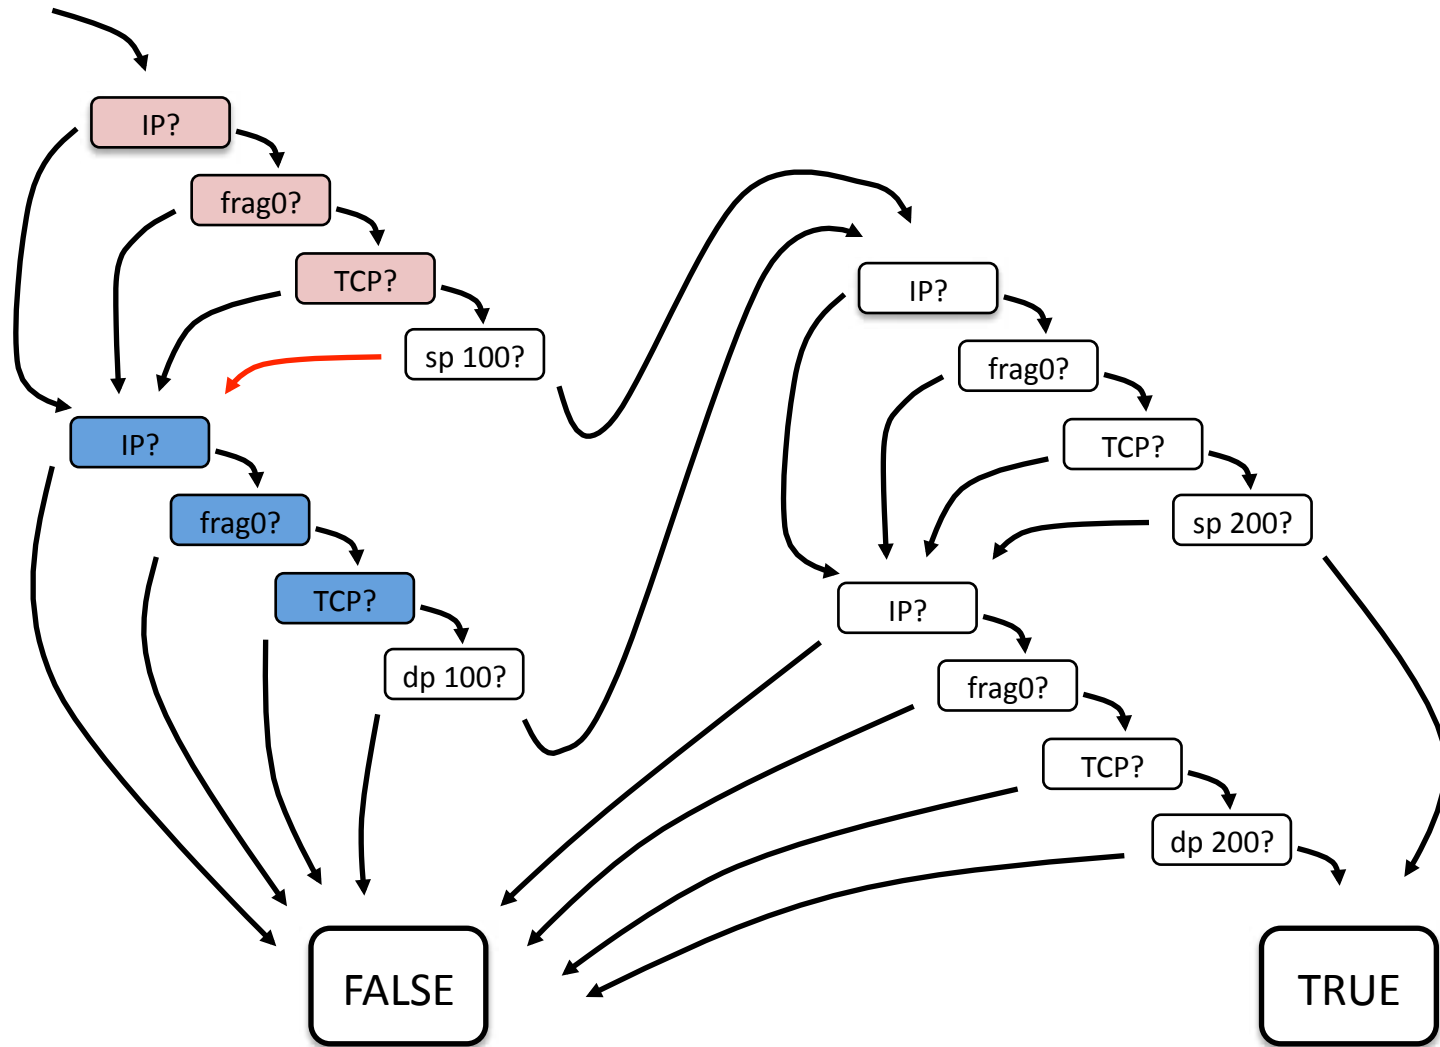 IP?
frag0?
TCP?
sp 100?
IP?
frag0?
TCP?
dp 100?
IP?
frag0?
TCP?
sp 200?
IP?
frag0?
TCP?
dp 200?
FALSE
TRUE